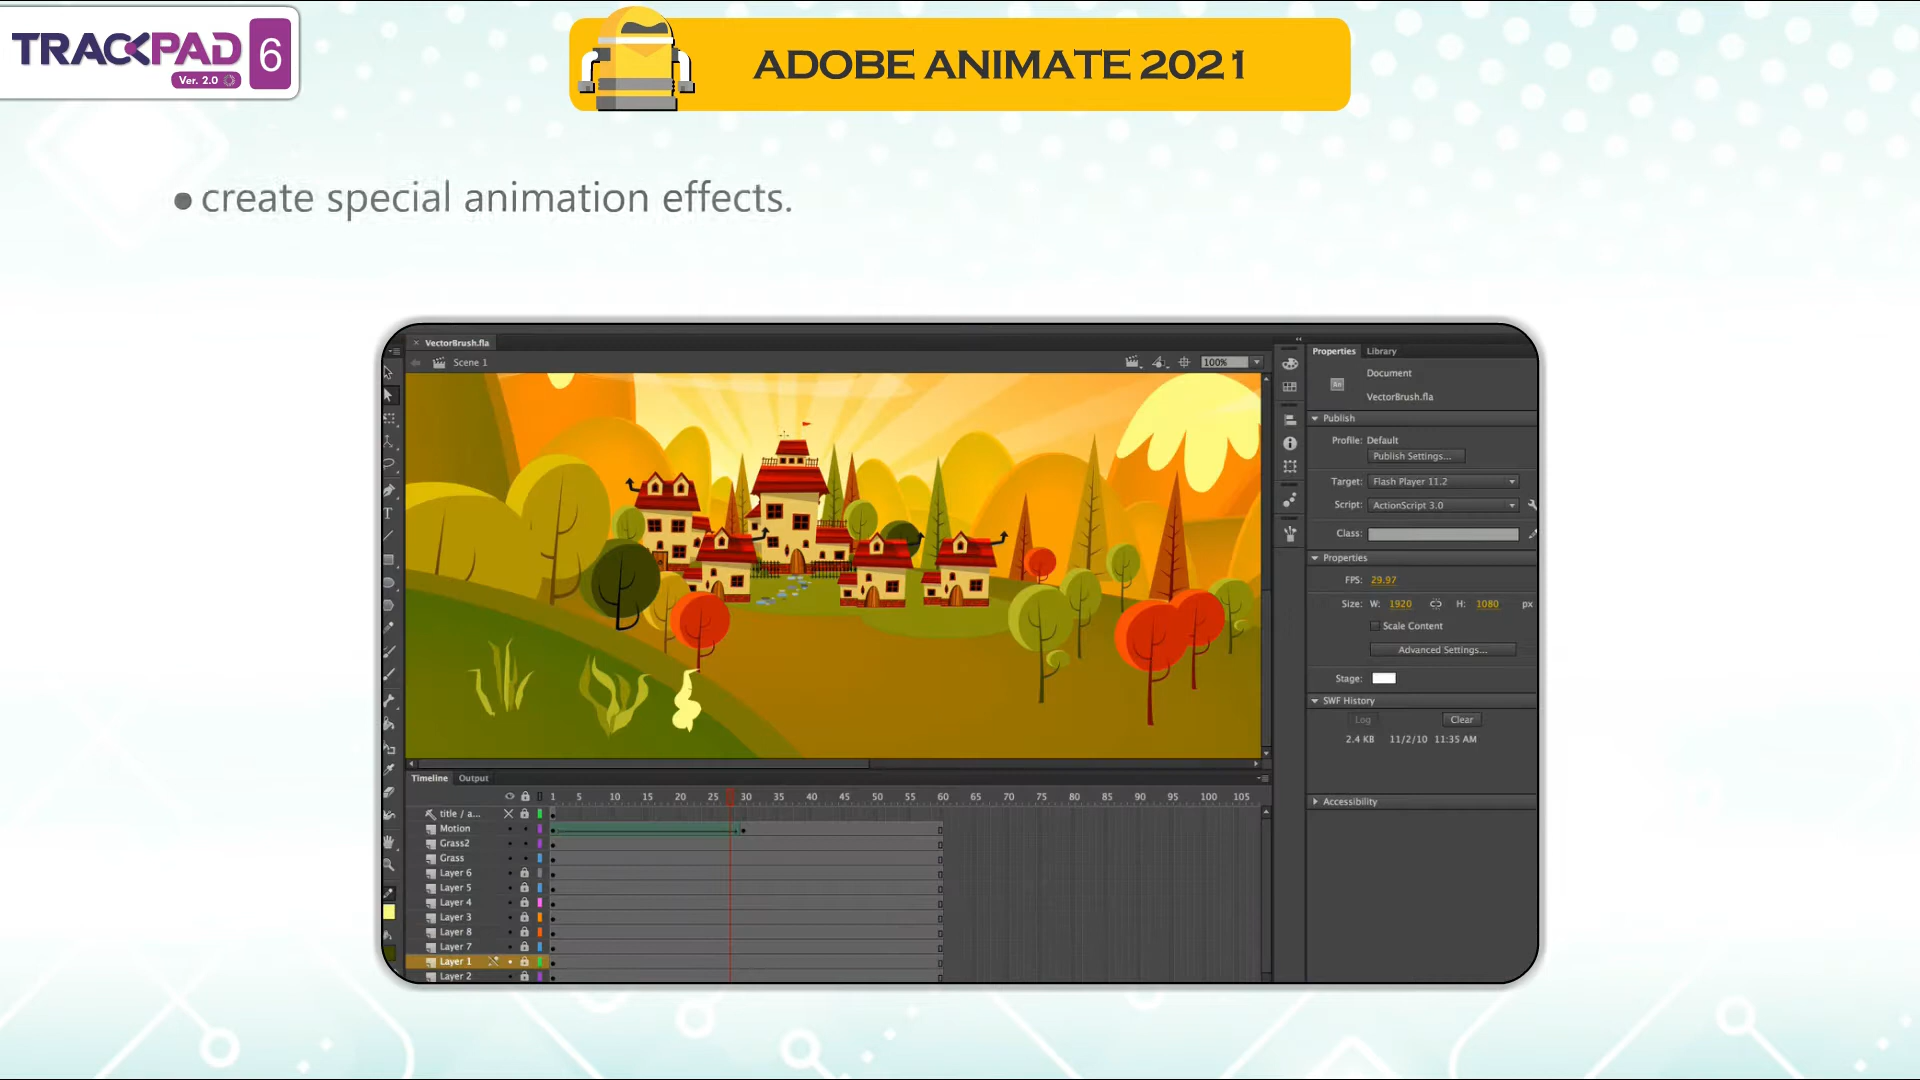 TRACKPAD 6
Ver. 2.0
ADOBE ANIMATE 2021
• create special animation effects.
VectorBrush.fla
Scene 1
100%
Properties Library
Document
An
VectorBrush.fla
Publish
Profile: Default
Publish Settings...
Target: Flash Player 11.2
Script: ActionScript 3.0
Class:
Properties
FPS: 29.97
Size: W: 1920 H: 1080 px
Scale Content
Advanced Settings...
Stage:
SWF History
Log Clear
2.4 KB 11/2/10 11:35 AM
Accessibility
Timeline Output
1 5 10 15 20 25 30 35 40 45 50 55 60 65 70 75 80 85 90 95 100 105
title / a...
Motion
Grass2
Grass
Layer 6
Layer 5
Layer 4
Layer 3
Layer 8
Layer 7
Layer 1
Layer 2